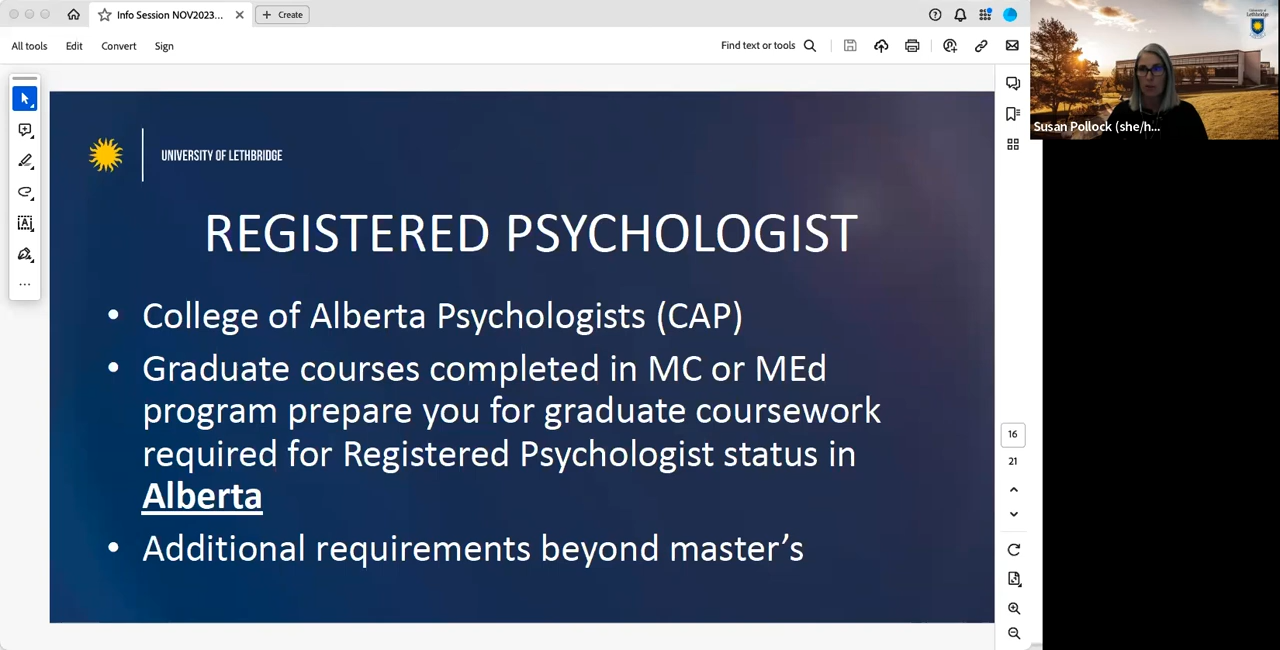 Info Session NOV2023...
Create
All tools
Edit
Convert
Sign
Find text or tools
UNIVERSITY OF LETHBRIDGE
REGISTERED PSYCHOLOGIST
• College of Alberta Psychologists (CAP)
• Graduate courses completed in MC or MEd
program prepare you for graduate coursework
required for Registered Psychologist status in
Alberta
• Additional requirements beyond master's
16
21
Lethbridge
Susan Pollock (she/h...